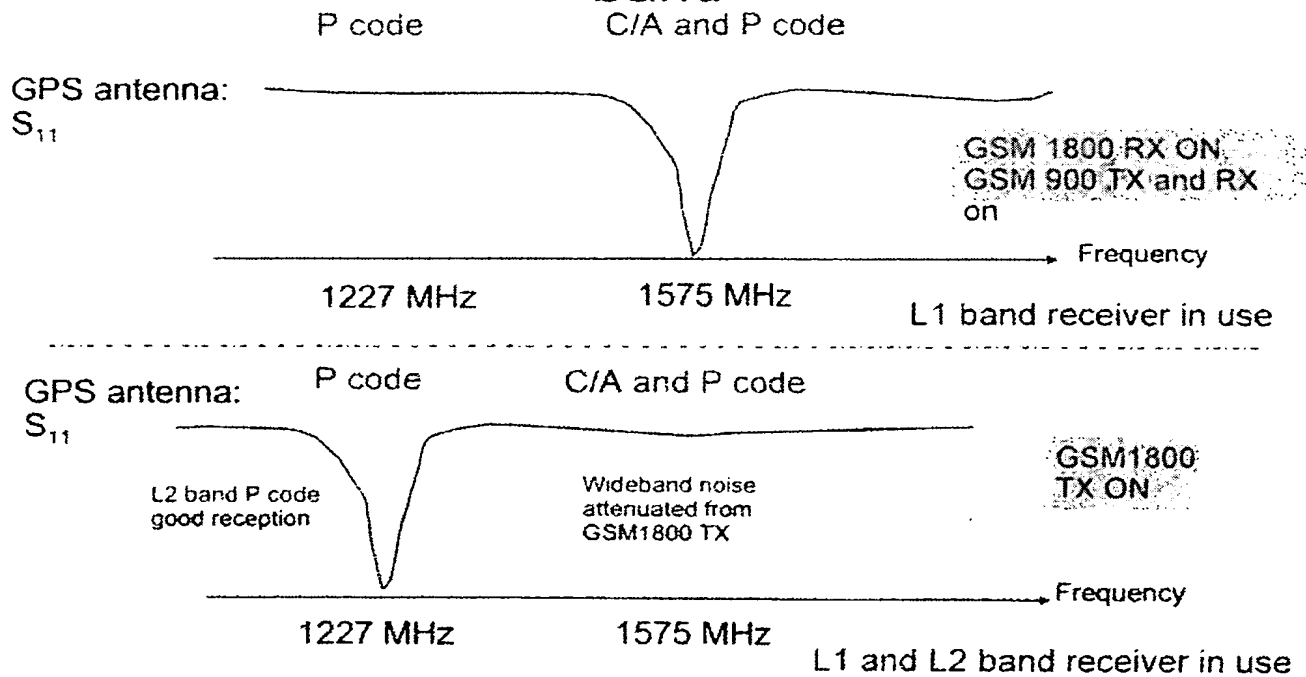 P code
C/A and P code
GPS antenna:
S₁₁
GSM 1800 RX ON
GSM 900 TX and RX
on
Frequency
1227 MHz
1575 MHz
L1 band receiver in use
P code
C/A and P code
GPS antenna:
S₁₁
L2 band P code
good reception
Wideband noise
attenuated from
GSM1800 TX
GSM1800
TX ON
Frequency
1227 MHz
1575 MHz
L1 and L2 band receiver in use